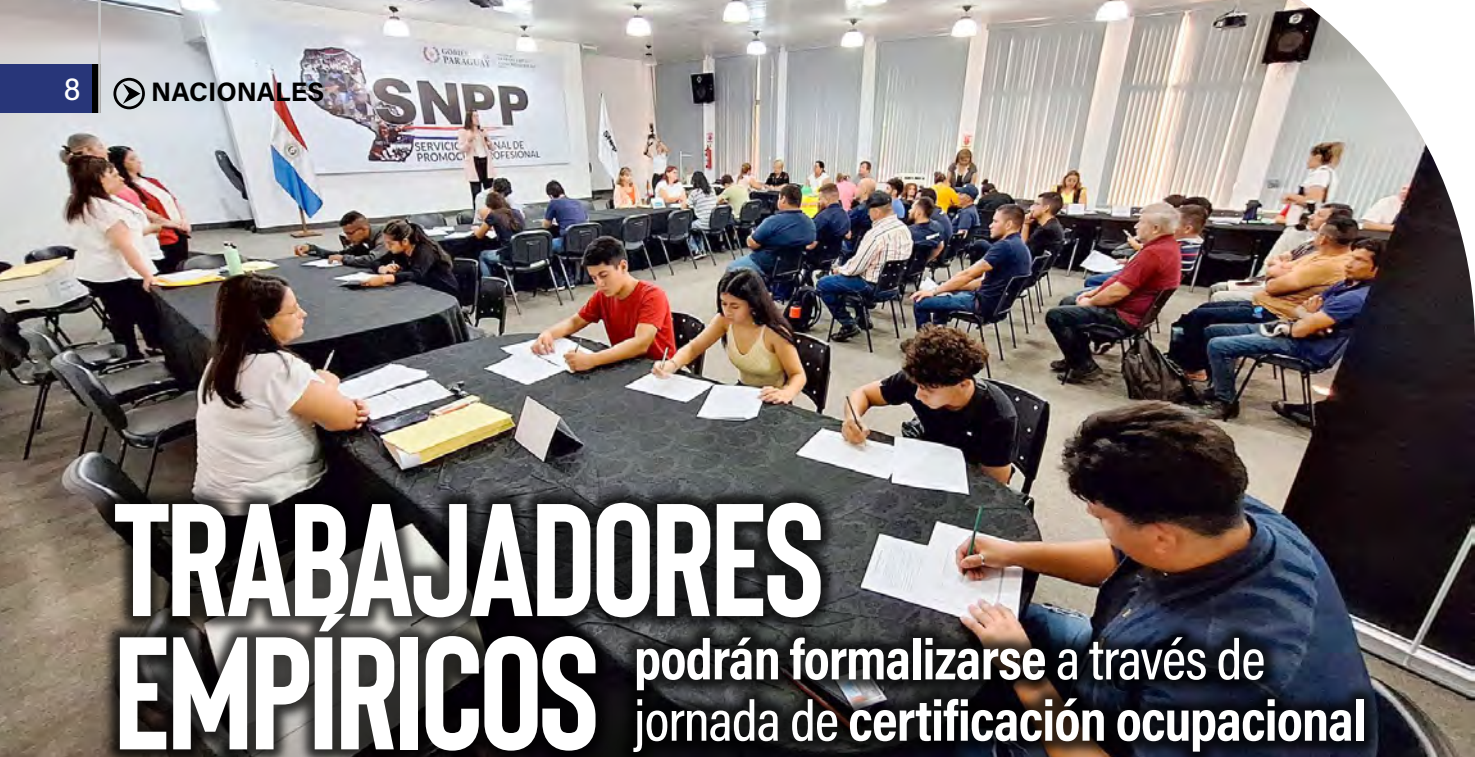 8 NACIONALES
GOBIERNO DEL
PARAGUAY
SNPP
SERVICIO NACIONAL DE
PROMOCIÓN PROFESIONAL
SNPP
TRABAJADORES
EMPÍRICOS podrán formalizarse a través de
jornada de certificación ocupacional